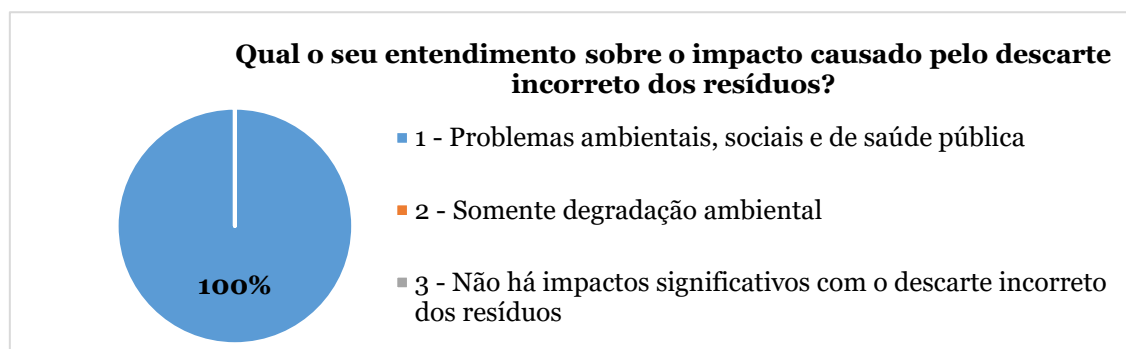 Qual o seu entendimento sobre o impacto causado pelo descarte
incorreto dos resíduos?
1 - Problemas ambientais, sociais e de saúde pública
2 - Somente degradação ambiental
100%
3 - Não há impactos significativos com o descarte incorreto
dos resíduos